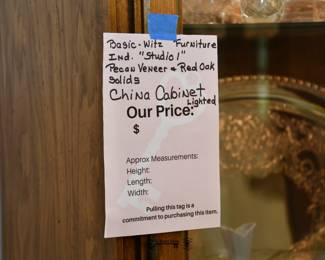 Basic-Witz Furniture
Ind. "Studio 1"
Pecan Veneer & Red Oak
Solids
China Cabinet
Lighted
Our Price:
$
Approx Measurements:
Height:
Length:
Width:
Pulling this tag is a
commitment to purchasing this item.